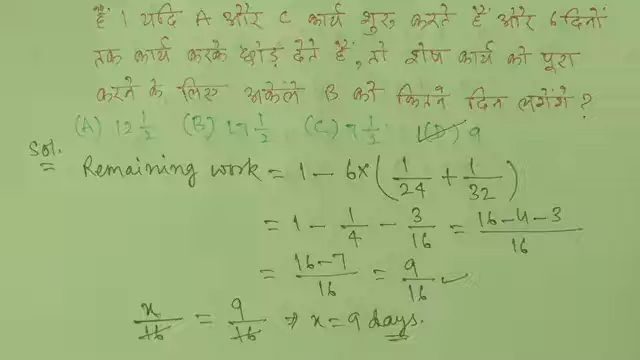 है । यदि A और C कार्य शुरू करते हैं और 6 दिनों
तक कार्य करके छोड़ देते हैं, तो शेष कार्य को पूरा
करने के लिए अकेले B को कितने दिन लगेंगे ?
(A) 12 1/2 (B) 17 1/2 (C) 7 1/2 (D) 9
Sol.
Remaining work = 1 - 6x(1/24 + 1/32)
= 1 - 1/4 - 3/16 = 16-4-3/16
= 16-7/16 = 9/16 ✓
x/16 = 9/16 ⇒ x = 9 days.